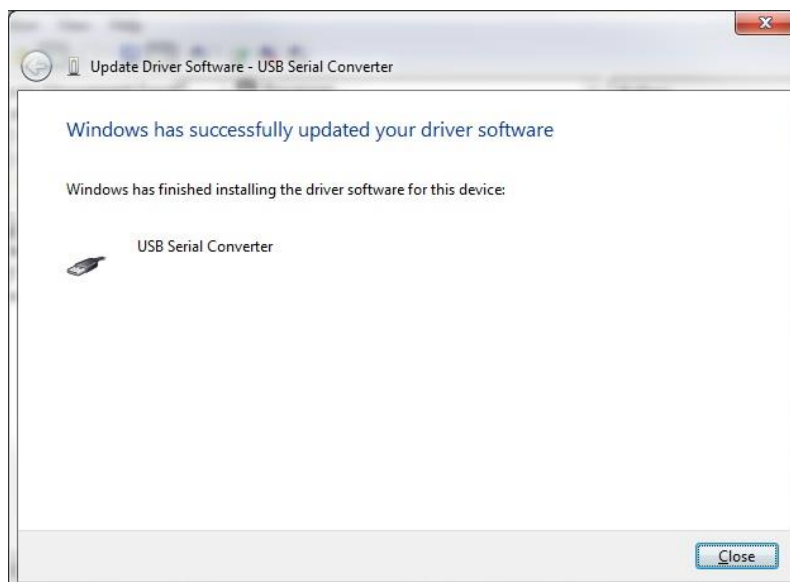 Update Driver Software - USB Serial Converter
Windows has successfully updated your driver software
Windows has finished installing the driver software for this device:
USB Serial Converter
Close